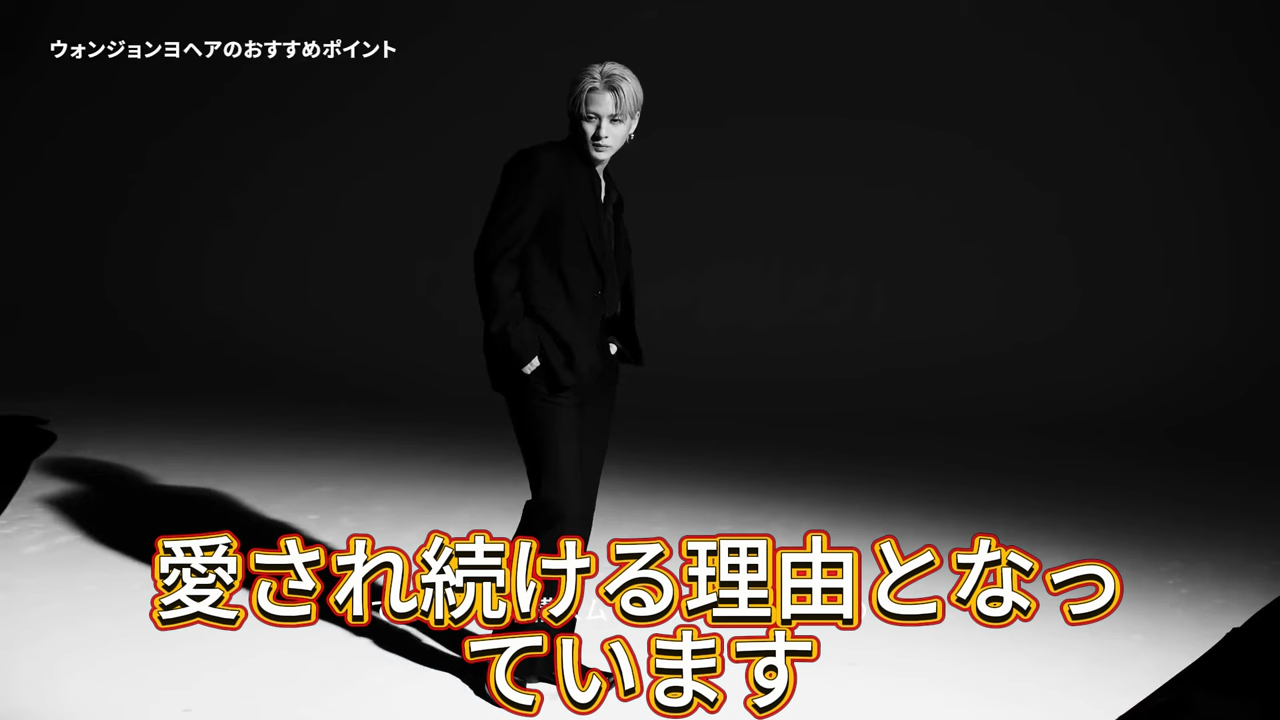 ウォンジョンヨヘアのおすすめポイント
愛され続ける理由となっ
ています